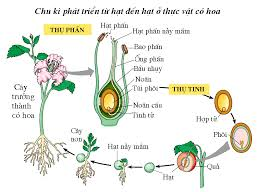 Chu kì phát triển từ hạt đến hạt ở thực vật có hoa
THỤ PHẤN
Hạt phấn
Hạt phấn nảy mầm
Bao phấn
Ống phấn
Bầu nhụy
Noãn
Túi phôi
THỤ TINH
Noãn cầu
Tinh tử
Cây
trưởng
thành
có hoa
Hợp tử
Phôi
Cây
non
Hạt nảy mầm
Hạt
Quả